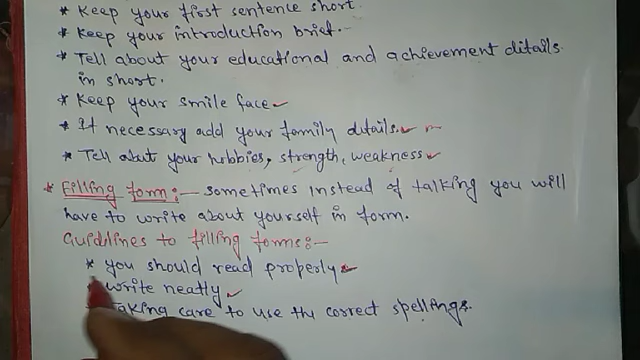 * Keep your first sentence short.
* Keep your introduction brief.
* Tell about your educational and achievement ditails
in short.
* Keep your smile face
* If necessary add your family ditails.
* Tell about your hobbies, strength, weakness
* Filling form:- sometimes instead of talking you will
have to write about yourself in form.
Guidlines to filling forms:-
* you should read properly
write neatly
Taking care to use the correct spellings.